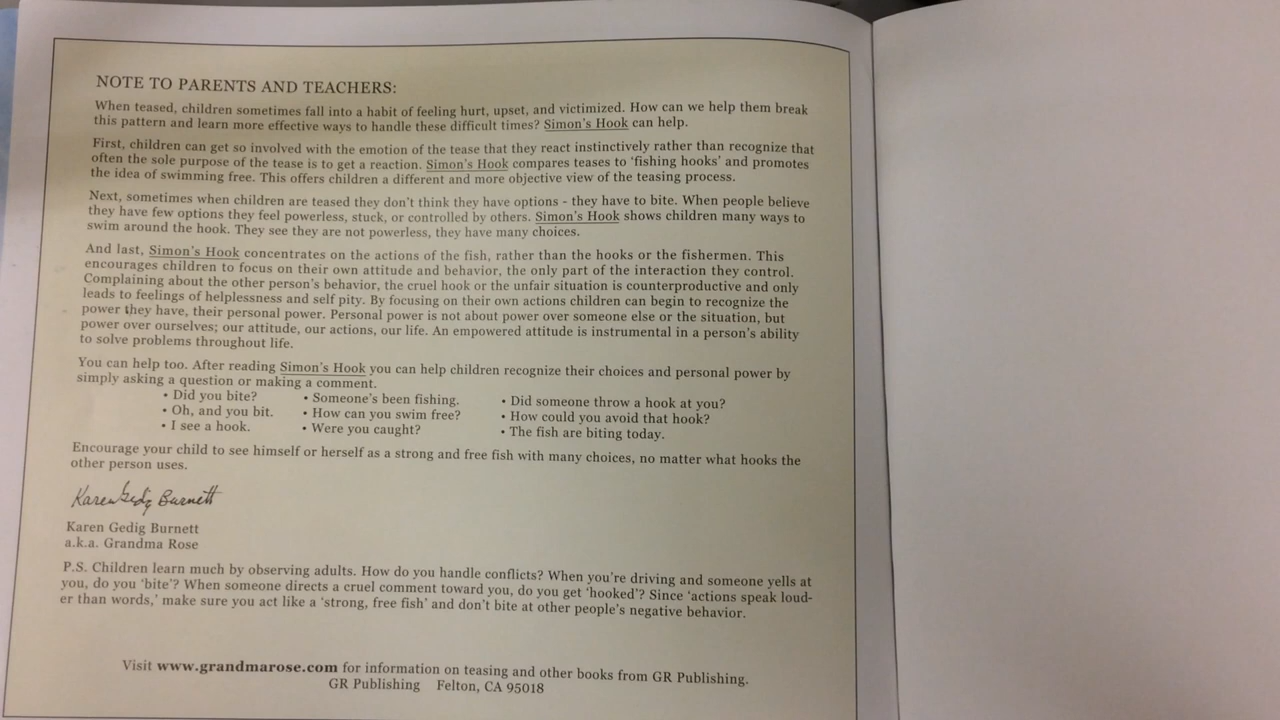 NOTE TO PARENTS AND TEACHERS:
When teased, children sometimes fall into a habit of feeling hurt, upset, and victimized. How can we help them break
this pattern and learn more effective ways to handle these difficult times? Simon's Hook can help.
First, children can get so involved with the emotion of the tease that they react instinctively rather than recognize that
often the sole purpose of the tease is to get a reaction. Simon's Hook compares teases to 'fishing hooks' and promotes
the idea of swimming free. This offers children a different and more objective view of the teasing process.
Next, sometimes when children are teased they don't think they have options - they have to bite. When people believe
they have few options they feel powerless, stuck, or controlled by others. Simon's Hook shows children many ways to
swim around the hook. They see they are not powerless, they have many choices.
And last, Simon's Hook concentrates on the actions of the fish, rather than the hooks or the fishermen. This
encourages children to focus on their own attitude and behavior, the only part of the interaction they control.
Complaining about the other person's behavior, the cruel hook or the unfair situation is counterproductive and only
leads to feelings of helplessness and self pity. By focusing on their own actions children can begin to recognize the
power they have, their personal power. Personal power is not about power over someone else or the situation, but
power over ourselves; our attitude, our actions, our life. An empowered attitude is instrumental in a person's ability
to solve problems throughout life.
You can help too. After reading Simon's Hook you can help children recognize their choices and personal power by
simply asking a question or making a comment.
• Did you bite? • Someone's been fishing. • Did someone throw a hook at you?
• Oh, and you bit. • How can you swim free? • How could you avoid that hook?
• I see a hook. • Were you caught? • The fish are biting today.
Encourage your child to see himself or herself as a strong and free fish with many choices, no matter what hooks the
other person uses.
Karen Gedig Burnett
Karen Gedig Burnett
a.k.a. Grandma Rose
P.S. Children learn much by observing adults. How do you handle conflicts? When you're driving and someone yells at
you, do you 'bite'? When someone directs a cruel comment toward you, do you get 'hooked'? Since 'actions speak loud-
er than words,' make sure you act like a 'strong, free fish' and don't bite at other people's negative behavior.
Visit www.grandmarose.com for information on teasing and other books from GR Publishing.
GR Publishing Felton, CA 95018